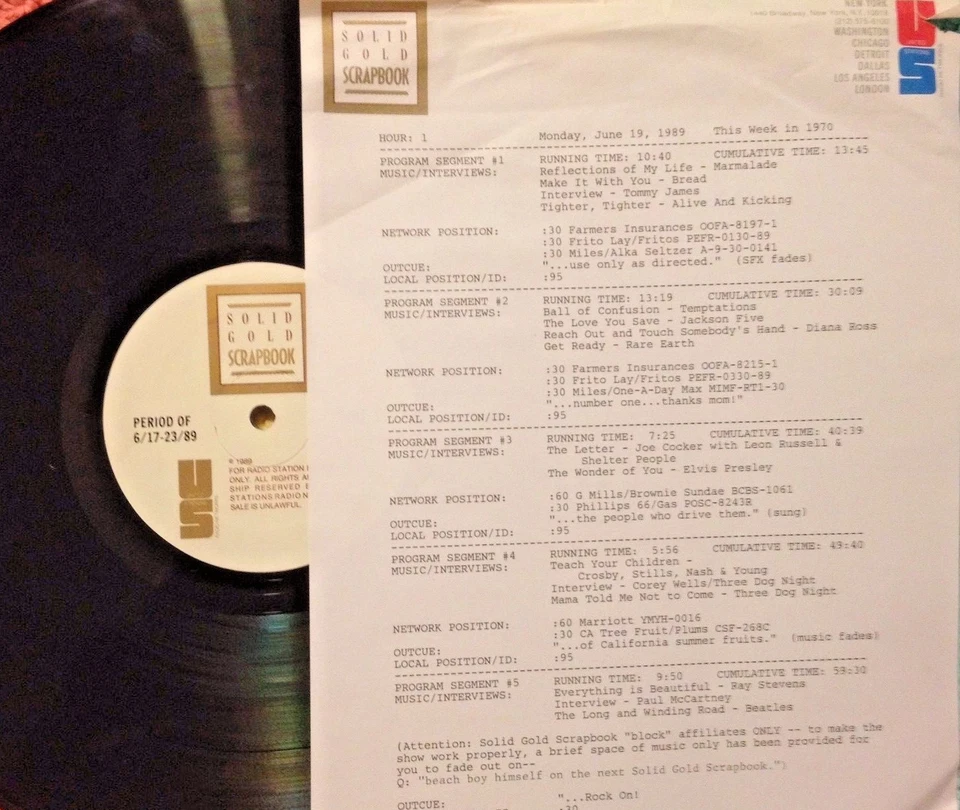 SOLID
GOLD
SCRAPBOOK
NEW YORK
Broadway, New York, N.Y.
WASHINGTON
CHICAGO
DETROIT
DALLAS
LOS ANGELES
LONDON
US
HOUR: 1 Monday, June 19, 1989 This Week in 1970
PROGRAM SEGMENT #1 RUNNING TIME: 10:40 CUMULATIVE TIME: 13:45
MUSIC/INTERVIEWS: Reflections of My Life - Marmalade
Make It With You - Bread
Interview - Tommy James
Tighter, Tighter - Alive And Kicking
NETWORK POSITION: :30 Farmers Insurances OOFA-8197-1
:30 Frito Lay/Fritos PEFR-0130-89
:30 Miles/Alka Seltzer A-9-30-0141
OUTCUE: "...use only as directed." (SFX fades)
LOCAL POSITION/ID: :95
PROGRAM SEGMENT #2 RUNNING TIME: 13:19 CUMULATIVE TIME: 30:09
MUSIC/INTERVIEWS: Ball of Confusion - Temptations
The Love You Save - Jackson Five
Reach Out and Touch Somebody's Hand - Diana Ross
Get Ready - Rare Earth
NETWORK POSITION: :30 Farmers Insurances OOFA-8215-1
:30 Frito Lay/Fritos PEFR-0330-89
:30 Miles/One-A-Day Max MIMF-RT1-30
OUTCUE: "...number one...thanks mom!"
LOCAL POSITION/ID: :95
PROGRAM SEGMENT #3 RUNNING TIME: 7:25 CUMULATIVE TIME: 40:39
MUSIC/INTERVIEWS: The Letter - Joe Cocker with Leon Russell &
Shelter People
The Wonder of You - Elvis Presley
NETWORK POSITION: :60 G Mills/Brownie Sundae BCBS-1061
:30 Phillips 66/Gas POSC-8243R
OUTCUE: "...the people who drive them." (sung)
LOCAL POSITION/ID: :95
PROGRAM SEGMENT #4 RUNNING TIME: 5:56 CUMULATIVE TIME: 49:40
MUSIC/INTERVIEWS: Teach Your Children -
Crosby, Stills, Nash & Young
Interview - Corey Wells/Three Dog Night
Mama Told Me Not to Come - Three Dog Night
NETWORK POSITION: :60 Marriott YMYH-0016
:30 CA Tree Fruit/Plums CSF-268C
OUTCUE: "...of California summer fruits." (music fades)
LOCAL POSITION/ID: :95
PROGRAM SEGMENT #5 RUNNING TIME: 9:50 CUMULATIVE TIME: 59:30
MUSIC/INTERVIEWS: Everything is Beautiful - Ray Stevens
Interview - Paul McCartney
The Long and Winding Road - Beatles
(Attention: Solid Gold Scrapbook "block" affiliates ONLY -- to make the
show work properly, a brief space of music only has been provided for
you to fade out on--
Q: "beach boy himself on the next Solid Gold Scrapbook.")
OUTCUE: "...Rock On!
:30
SOLID
GOLD
SCRAPBOOK
PERIOD OF
6/17-23/89
US
℗ 1989
FOR RADIO STATION
ONLY. ALL RIGHTS
SHIP RESERVED
STATIONS RADIO N
SALE IS UNLAWFUL.